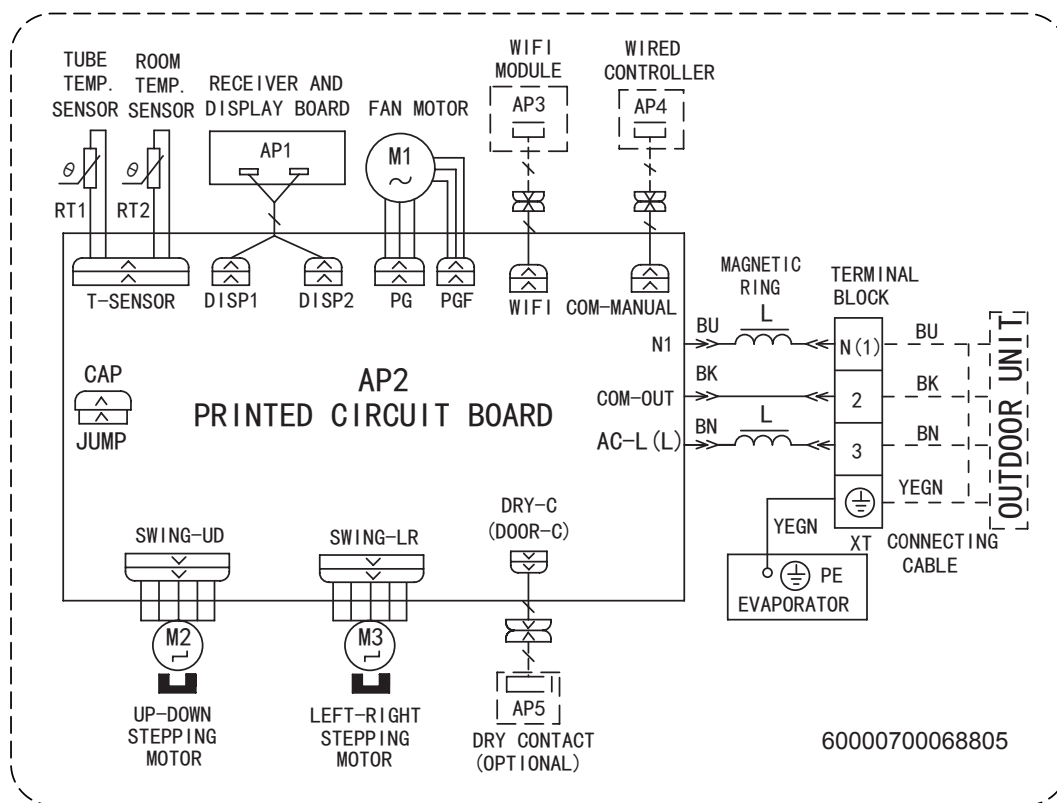 TUBE
TEMP.
SENSOR
ROOM
TEMP.
SENSOR
RECEIVER AND
DISPLAY BOARD
FAN MOTOR
WIFI
MODULE
WIRED
CONTROLLER
AP1
M1
AP3
AP4
θ
θ
RT1
RT2
T-SENSOR
DISP1
DISP2
PG
PGF
WIFI
COM-MANUAL
MAGNETIC
RING
TERMINAL
BLOCK
N1
BU
L
N(1)
BU
CAP
JUMP
AP2
PRINTED CIRCUIT BOARD
COM-OUT
BK
2
BK
AC-L(L)
BN
L
3
BN
OUTDOOR UNIT
YEGN
YEGN
XT
CONNECTING
CABLE
PE
EVAPORATOR
SWING-UD
SWING-LR
DRY-C
(DOOR-C)
M2
M3
UP-DOWN
STEPPING
MOTOR
LEFT-RIGHT
STEPPING
MOTOR
AP5
DRY CONTACT
(OPTIONAL)
60000700068805